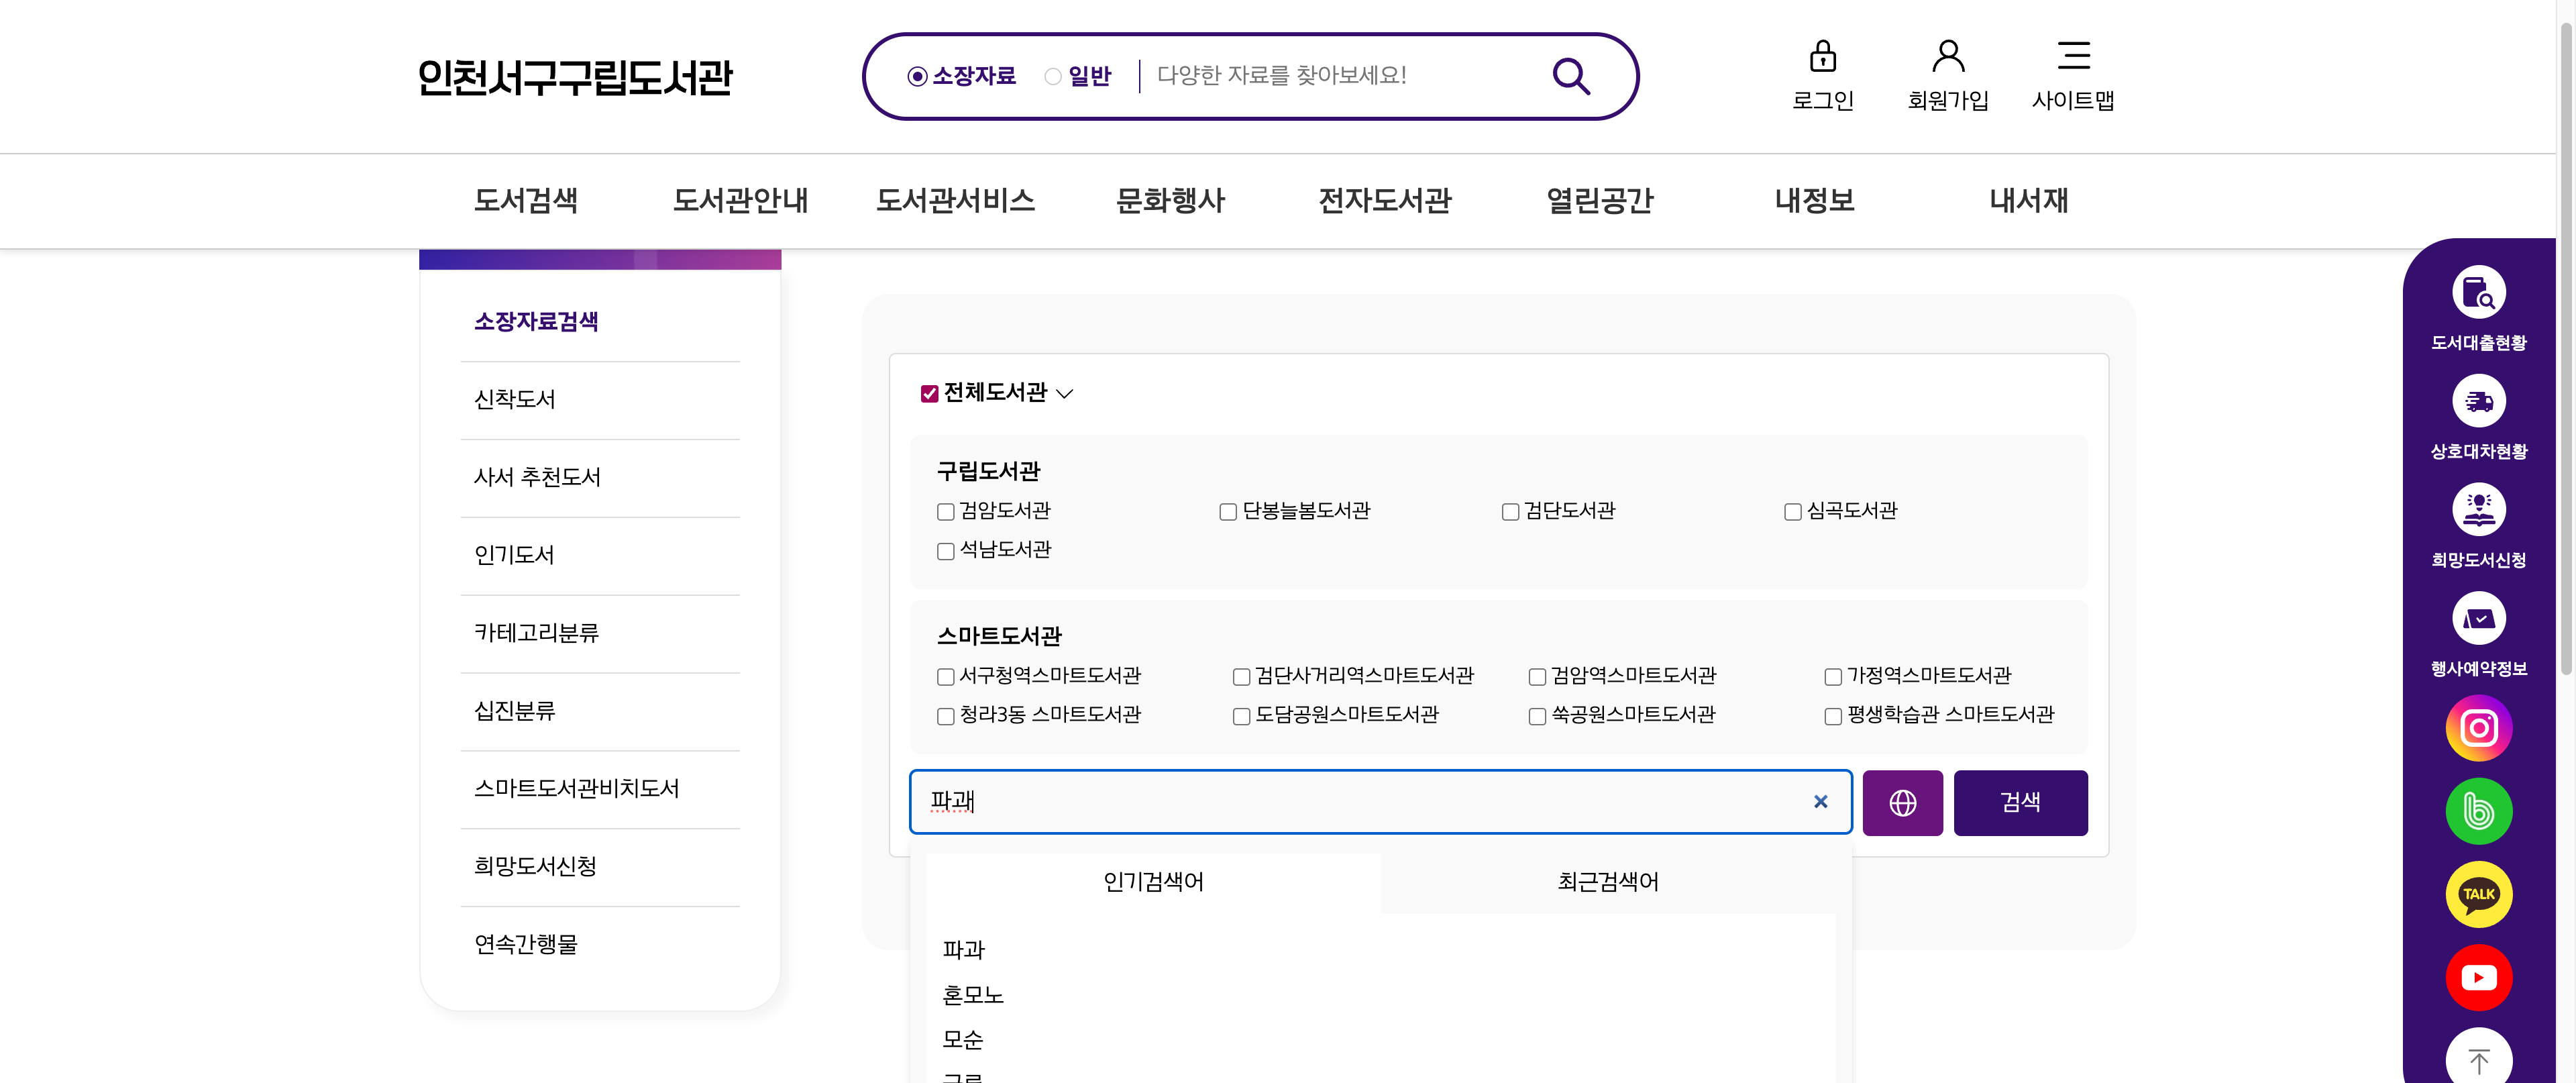 인천서구구립도서관
소장자료 일반 다양한 자료를 찾아보세요!
로그인 회원가입 사이트맵
도서검색 도서관안내 도서관서비스 문화행사 전자도서관 열린공간 내정보 내서재
소장자료검색
신착도서
사서 추천도서
인기도서
카테고리분류
십진분류
스마트도서관비치도서
희망도서신청
연속간행물
전체도서관
구립도서관
검암도서관 단봉늘봄도서관 검단도서관 심곡도서관
석남도서관
스마트도서관
서구청역스마트도서관 검단사거리역스마트도서관 검암역스마트도서관 가정역스마트도서관
청라3동 스마트도서관 도담공원스마트도서관 쑥공원스마트도서관 평생학습관 스마트도서관
파괘 검색
인기검색어 최근검색어
파과
혼모노
모순
도서대출현황
상호대차현황
희망도서신청
행사예약정보
TALK